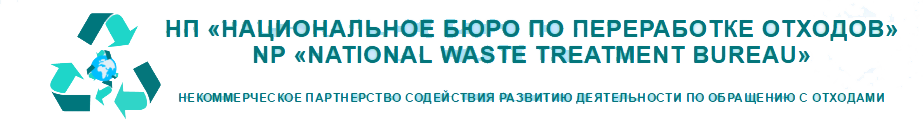 НП «НАЦИОНАЛЬНОЕ БЮРО ПО ПЕРЕРАБОТКЕ ОТХОДОВ»
NP «NATIONAL WASTE TREATMENT BUREAU»
НЕКОММЕРЧЕСКОЕ ПАРТНЕРСТВО СОДЕЙСТВИЯ РАЗВИТИЮ ДЕЯТЕЛЬНОСТИ ПО ОБРАЩЕНИЮ С ОТХОДАМИ